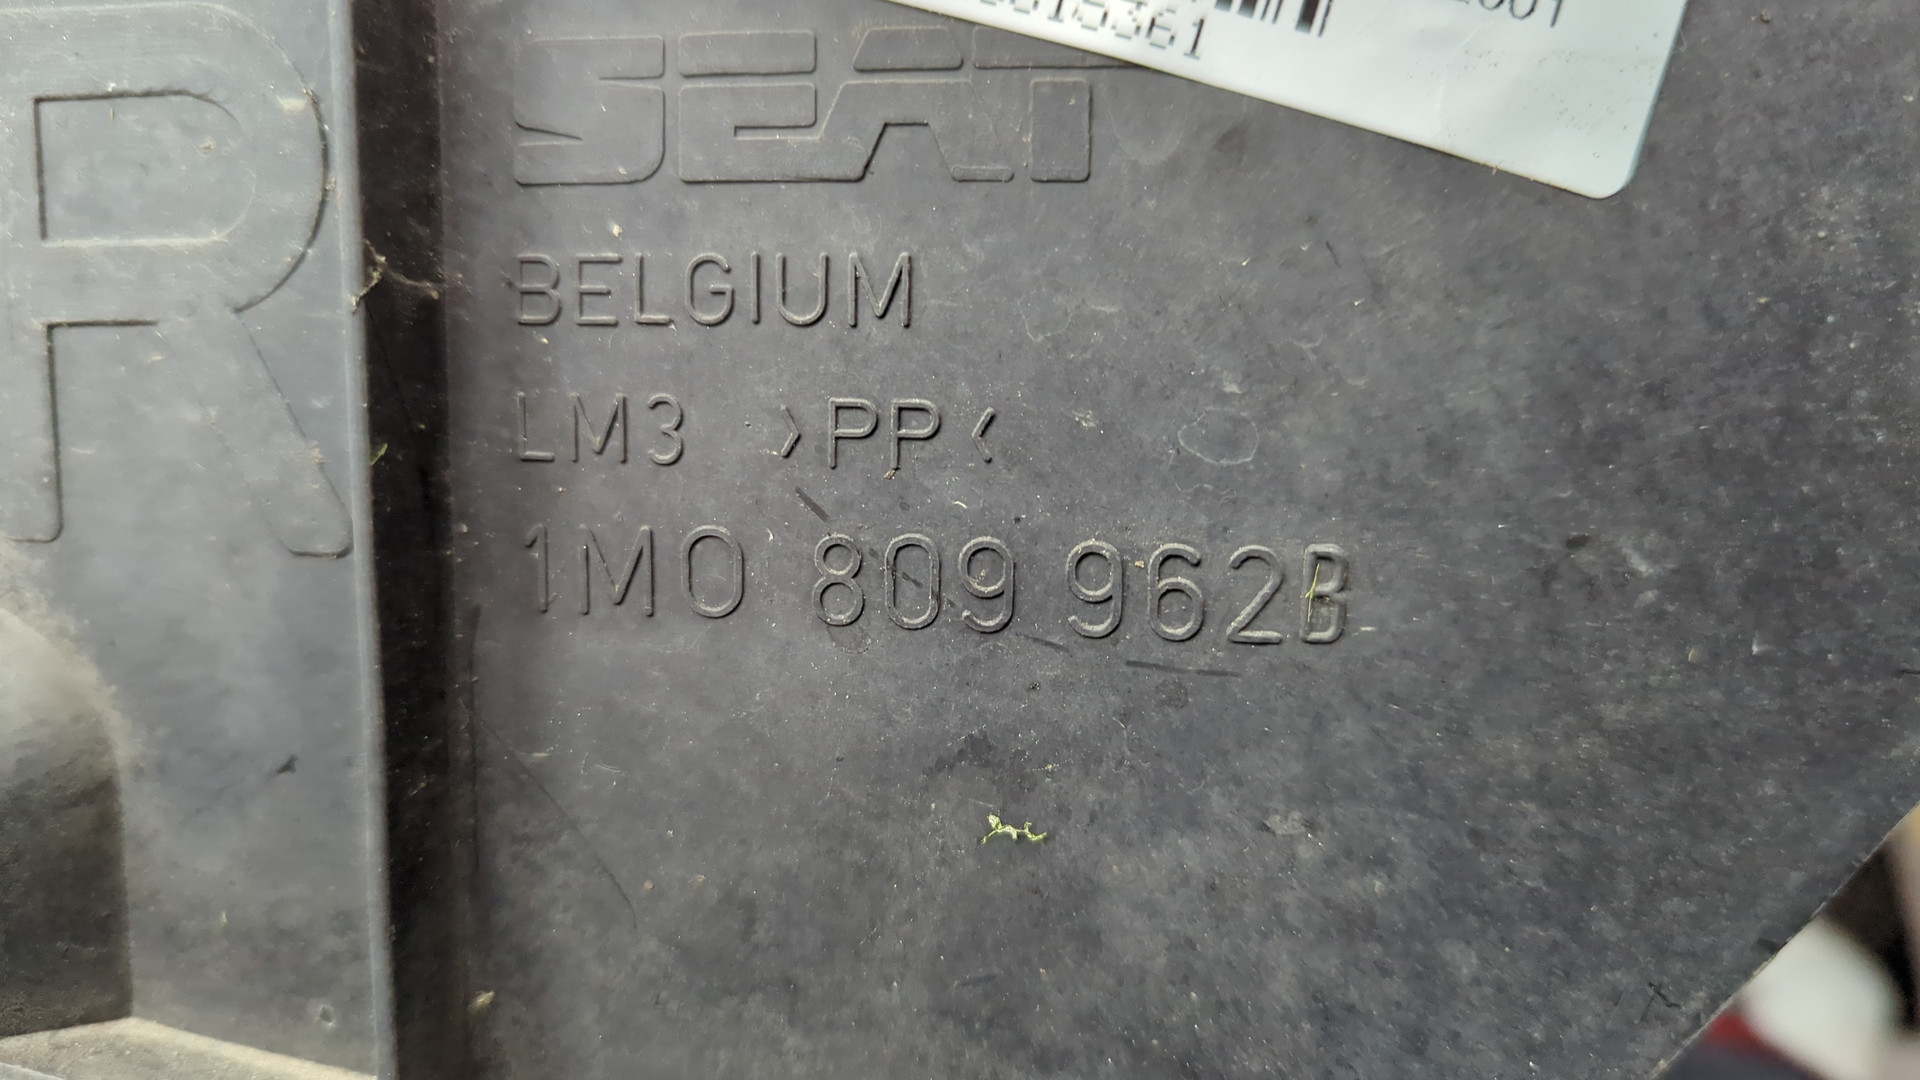 R
SEAT
BELGIUM
LM3 >PP<
1M0 809 962B